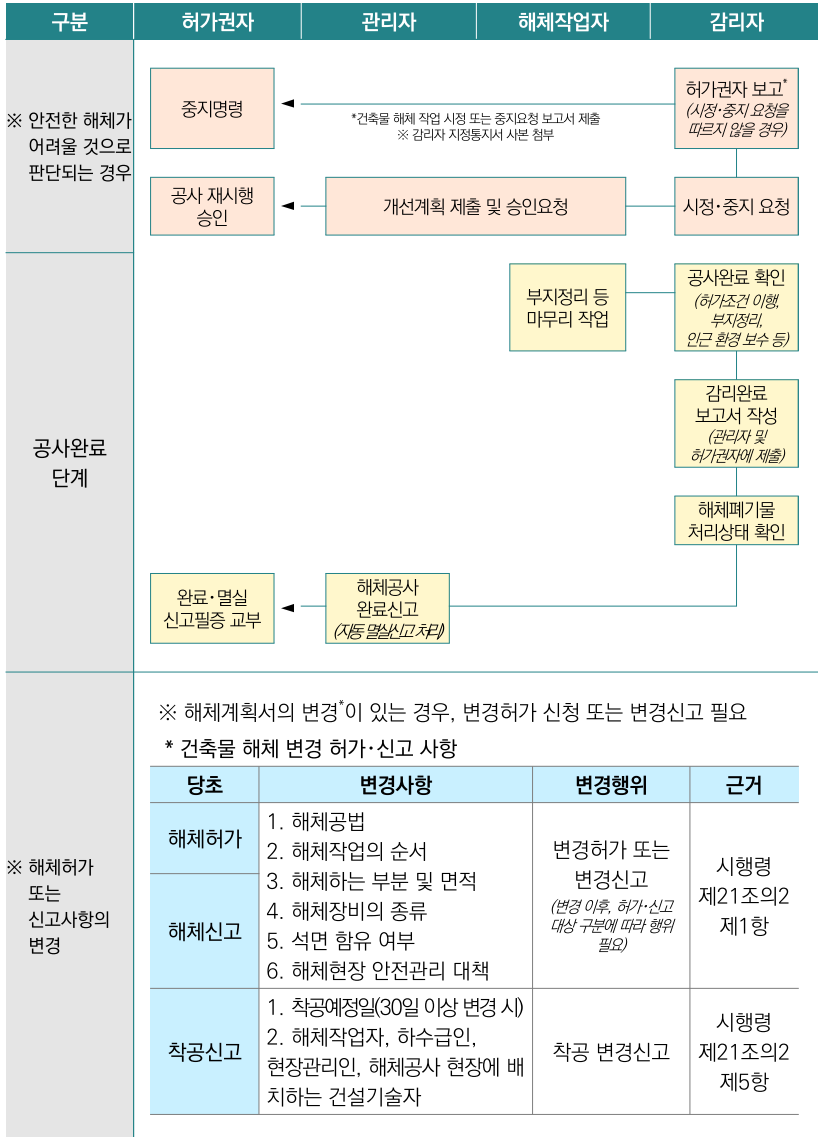 구분 허가권자 관리자 해체작업자 감리자
※ 안전한 해체가
어려울 것으로
판단되는 경우
중지명령
*건축물 해체 작업 시정 또는 중지요청 보고서 제출
※ 감리자 지정통지서 사본 첨부
허가권자 보고*
(시정·중지 요청을
따르지 않을 경우)
공사 재시행
승인
개선계획 제출 및 승인요청
시정·중지 요청
공사완료
단계
부지정리 등
마무리 작업
공사완료 확인
(허가조건 이행,
부지정리,
인근 환경 보수 등)
감리완료
보고서 작성
(관리자 및
허가권자에 제출)
해체폐기물
처리상태 확인
완료·멸실
신고필증 교부
해체공사
완료신고
(자동 멸실신고 처리)
※ 해체허가
또는
신고사항의
변경
※ 해체계획서의 변경*이 있는 경우, 변경허가 신청 또는 변경신고 필요
* 건축물 해체 변경 허가·신고 사항
당초 변경사항 변경행위 근거
해체허가
해체신고
1. 해체공법
2. 해체작업의 순서
3. 해체하는 부분 및 면적
4. 해체장비의 종류
5. 석면 함유 여부
6. 해체현장 안전관리 대책
변경허가 또는
변경신고
(변경 이후, 허가·신고
대상 구분에 따라 행위
필요)
시행령
제21조의2
제1항
착공신고
1. 착공예정일(30일 이상 변경 시)
2. 해체작업자, 하수급인,
현장관리인, 해체공사 현장에 배
치하는 건설기술자
착공 변경신고
시행령
제21조의2
제5항